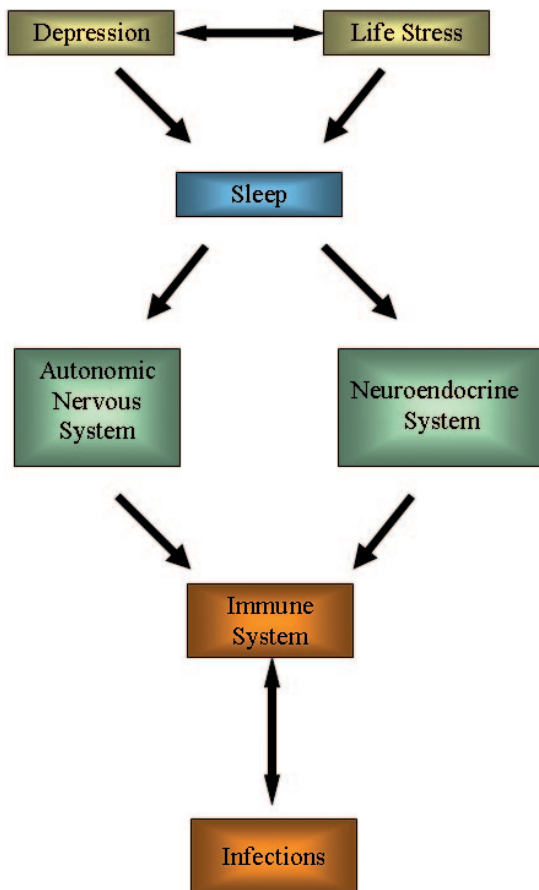 Depression
Life Stress
Sleep
Autonomic
Nervous
System
Neuroendocrine
System
Immune
System
Infections